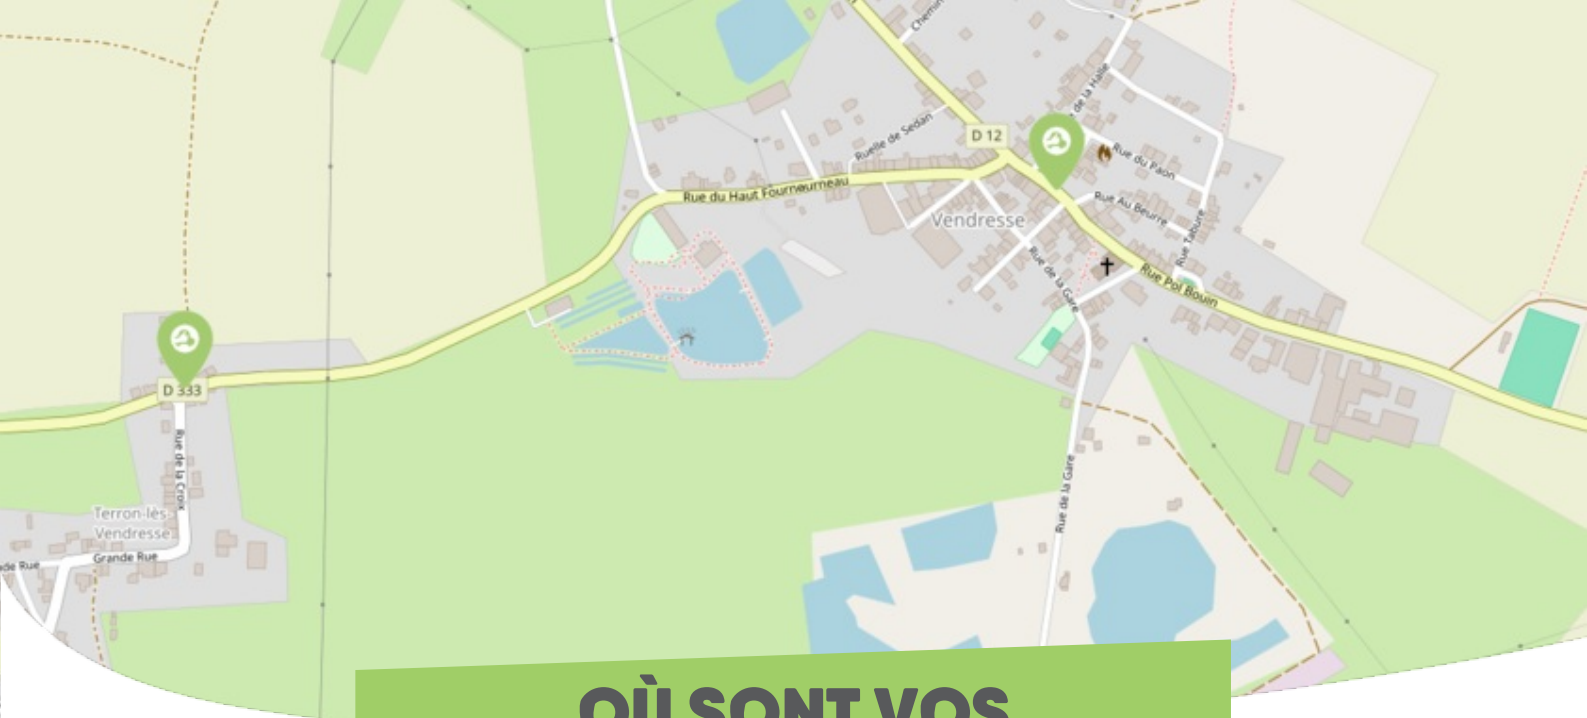 Chemin
de la Halle
Ruelle de Sedan
D 12
Rue du Paon
Rue du Haut Fourneurneau
Rue Au Beurre
Vendresse
Rue Tabure
Rue de la Gare
Rue Pol Bouin
D 333
Rue de la Croix
Rue de la Gare
Terron-lès-
Vendresse
Grande Rue
de Rue
OÙ SONT VOS